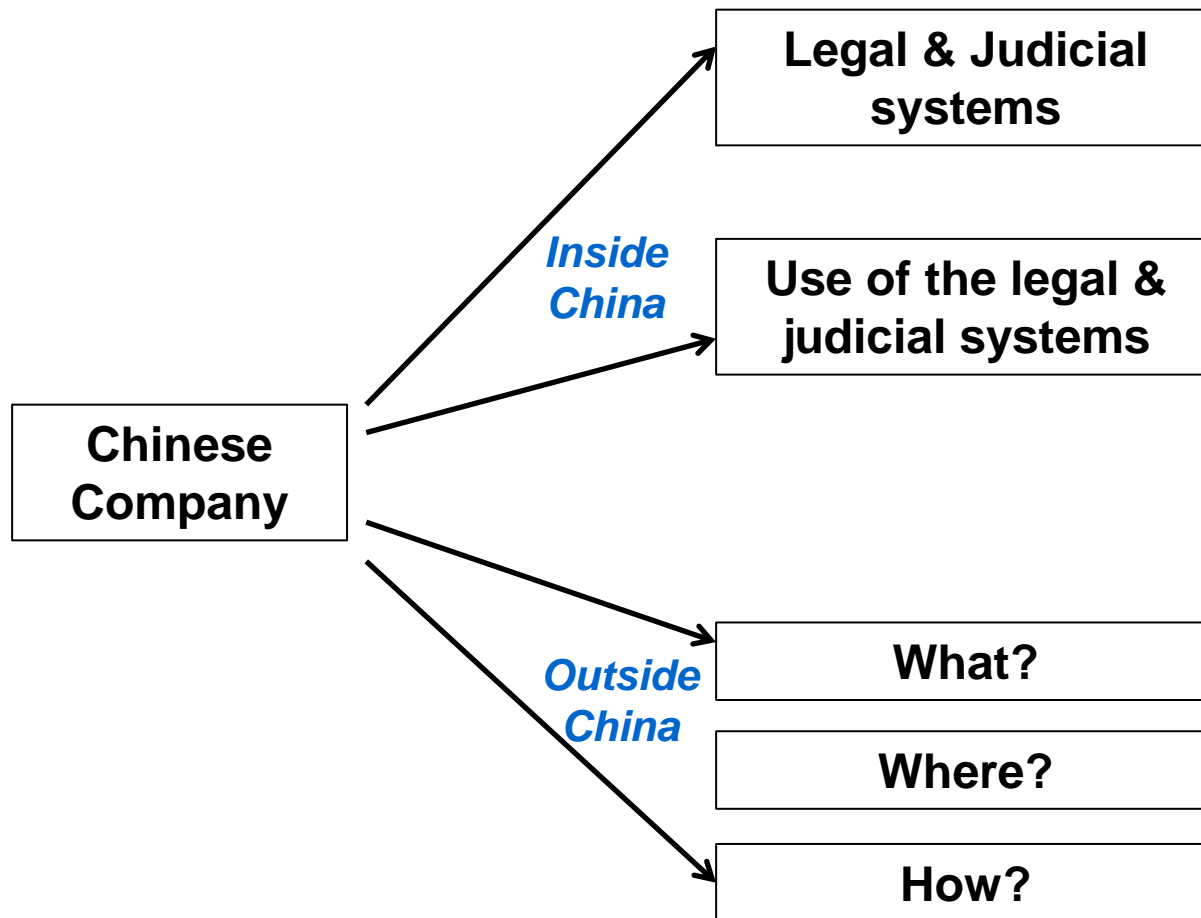 Legal & Judicial
systems
Inside
China
Use of the legal &
judicial systems
Chinese
Company
Outside
China
What?
Where?
How?